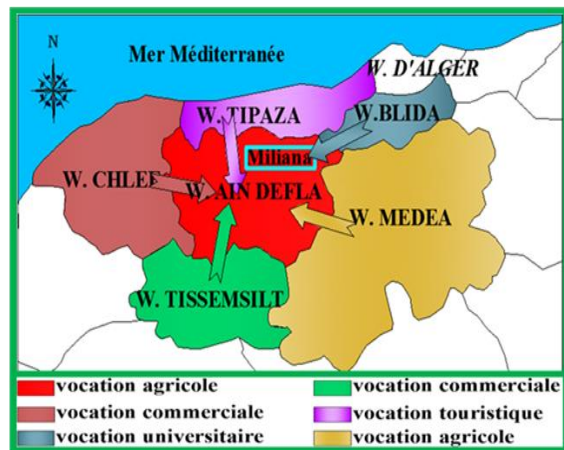 N
Mer Méditerranée
W. D'ALGER
W. TIPAZA
W.BLIDA
Miliana
W. CHLEF
W. AIN DEFLA
W. MEDEA
W. TISSEMSILT
vocation agricole
vocation commerciale
vocation commerciale
vocation touristique
vocation universitaire
vocation agricole